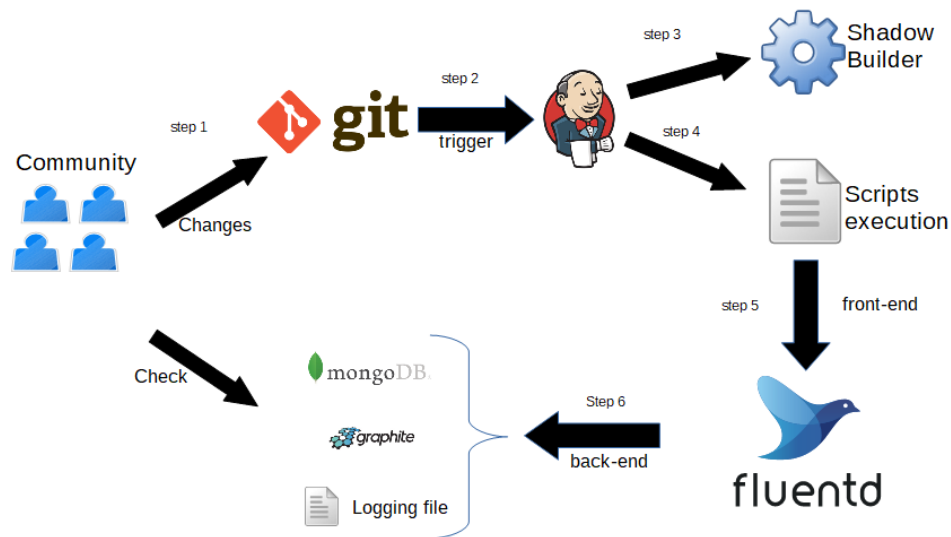 step 3
Shadow
Builder
step 2
step 1
git
trigger
step 4
Community
Changes
Scripts
execution
step 5
front-end
Check
mongoDB.
Step 6
graphite
back-end
fluentd
Logging file